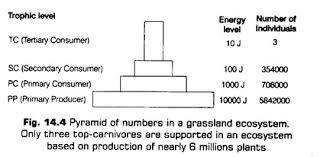 Trophic level Energy level Number of Individuals
TC (Tertiary Consumer) 10 J 3
SC (Secondary Consumer) 100 J 354000
PC (Primary Consumer) 1000 J 708000
PP (Primary Producer) 10000 J 5842000
Fig. 14.4 Pyramid of numbers in a grassland ecosystem.
Only three top-carnivores are supported in an ecosystem
based on production of nearly 6 millions plants